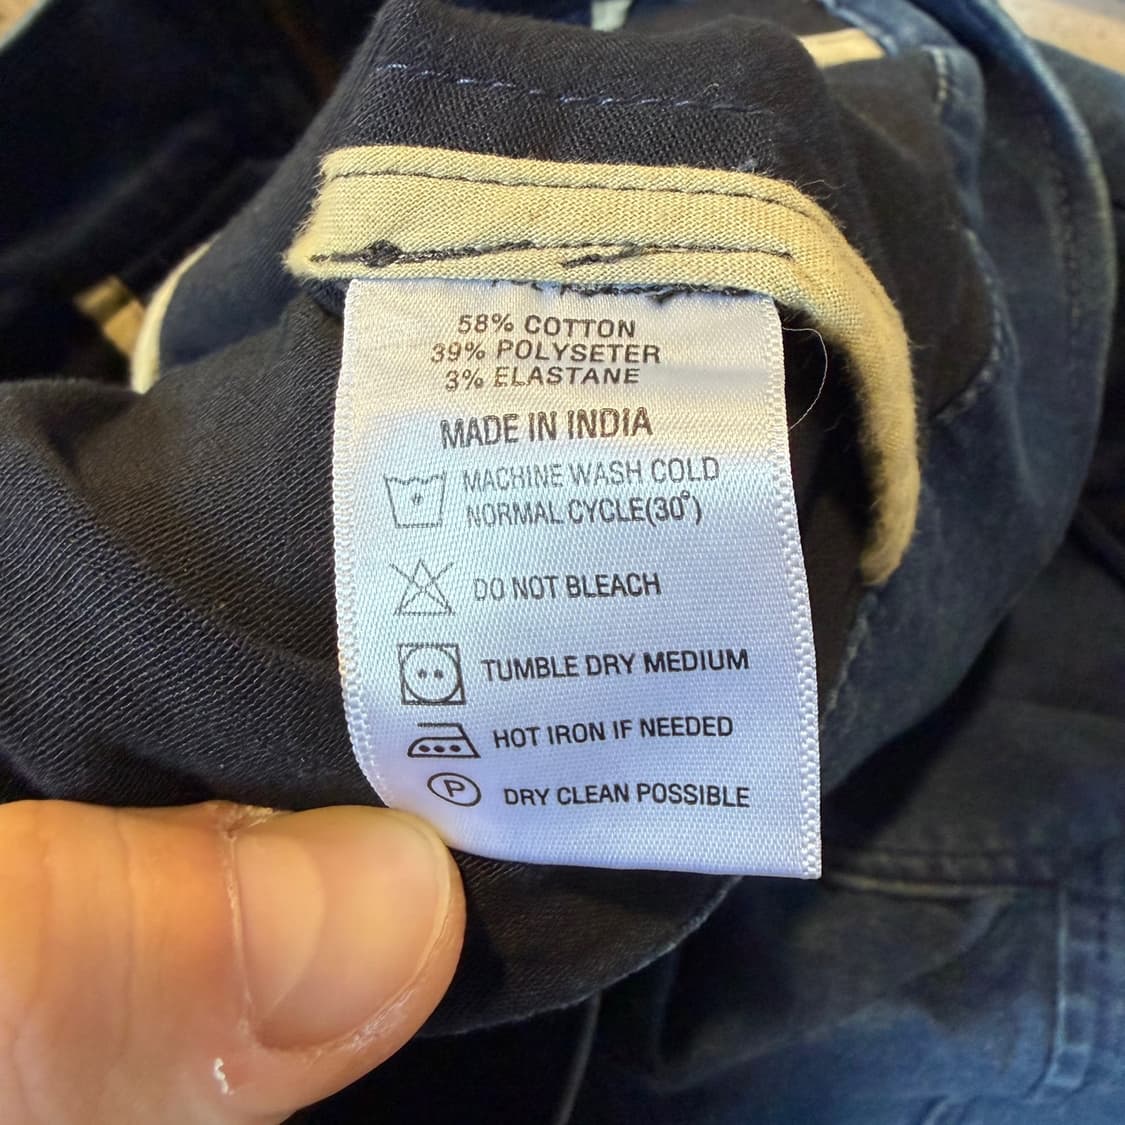 58% COTTON
39% POLYSETER
3% ELASTANE
MADE IN INDIA
MACHINE WASH COLD
NORMAL CYCLE(30°)
DO NOT BLEACH
TUMBLE DRY MEDIUM
HOT IRON IF NEEDED
P DRY CLEAN POSSIBLE